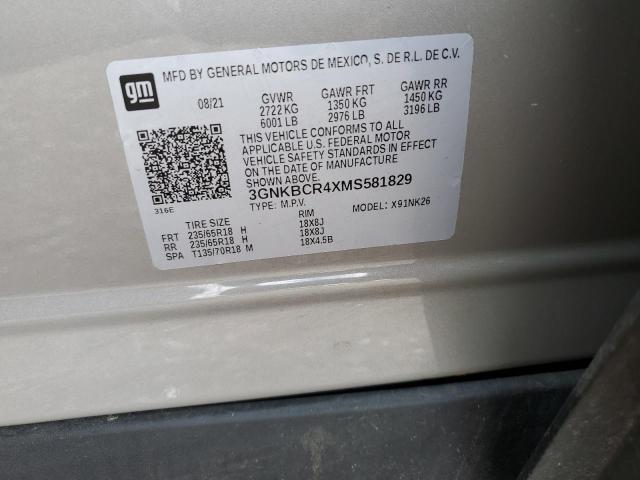 MFD BY GENERAL MOTORS DE MEXICO, S. DE R.L. DE C.V.
gm
08/21 GVWR GAWR FRT GAWR RR
2722 KG 1350 KG 1450 KG
6001 LB 2976 LB 3196 LB
THIS VEHICLE CONFORMS TO ALL
APPLICABLE U.S. FEDERAL MOTOR
VEHICLE SAFETY STANDARDS IN EFFECT
ON THE DATE OF MANUFACTURE
SHOWN ABOVE.
3GNKBCR4XMS581829
316E TYPE: M.P.V. MODEL: X91NK26
TIRE SIZE RIM
FRT 235/65R18 H 18X8J
RR 235/65R18 H 18X8J
SPA T135/70R18 M 18X4.5B